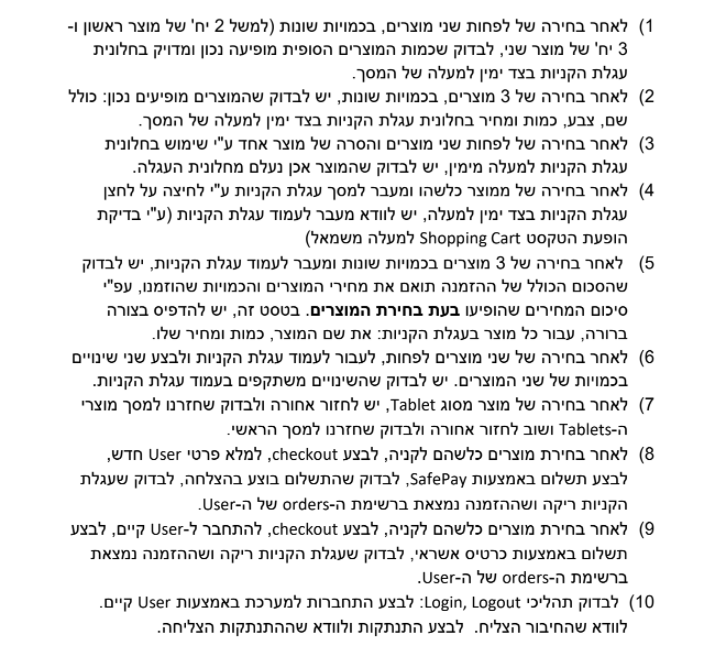 1) לאחר בחירה של לפחות שני מוצרים, בכמויות שונות (למשל 2 יח' של מוצר ראשון ו-
3 יח' של מוצר שני, לבדוק שכמות המוצרים הסופית מופיעה נכון ומדויק בחלונית
עגלת הקניות בצד ימין למעלה של המסך.
2) לאחר בחירה של 3 מוצרים, בכמויות שונות, יש לבדוק שהמוצרים מופיעים נכון: כולל
שם, צבע, כמות ומחיר בחלונית עגלת הקניות בצד ימין למעלה של המסך.
3) לאחר בחירה של לפחות שני מוצרים והסרה של מוצר אחד ע"י שימוש בחלונית
עגלת הקניות למעלה מימין, יש לבדוק שהמוצר אכן נעלם מחלונית העגלה.
4) לאחר בחירה של ממוצר כלשהו ומעבר למסך עגלת הקניות ע"י לחיצה על לחצן
עגלת הקניות בצד ימין למעלה, יש לוודא מעבר לעמוד עגלת הקניות (ע"י בדיקת
הופעת הטקסט Shopping Cart למעלה משמאל)
5) לאחר בחירה של 3 מוצרים בכמויות שונות ומעבר לעמוד עגלת הקניות, יש לבדוק
שהסכום הכולל של ההזמנה תואם את מחירי המוצרים והכמויות שהוזמנו, עפ"י
סיכום המחירים שהופיעו בעת בחירת המוצרים. בטסט זה, יש להדפיס בצורה
ברורה, עבור כל מוצר בעגלת הקניות: את שם המוצר, כמות ומחיר שלו.
6) לאחר בחירה של שני מוצרים לפחות, לעבור לעמוד עגלת הקניות ולבצע שני שינויים
בכמויות של שני המוצרים. יש לבדוק שהשינויים משתקפים בעמוד עגלת הקניות.
7) לאחר בחירה של מוצר מסוג Tablet, יש לחזור אחורה ולבדוק שחזרנו למסך מוצרי
ה-Tablets ושוב לחזור אחורה ולבדוק שחזרנו למסך הראשי.
8) לאחר בחירת מוצרים כלשהם לקניה, לבצע checkout, למלא פרטי User חדש,
לבצע תשלום באמצעות SafePay, לבדוק שהתשלום בוצע בהצלחה, לבדוק שעגלת
הקניות ריקה ושההזמנה נמצאת ברשימת ה-orders של ה-User.
9) לאחר בחירת מוצרים כלשהם לקניה, לבצע checkout, להתחבר ל-User קיים, לבצע
תשלום באמצעות כרטיס אשראי, לבדוק שעגלת הקניות ריקה ושההזמנה נמצאת
ברשימת ה-orders של ה-User.
10) לבדוק תהליכי Login, Logout: לבצע התחברות למערכת באמצעות User קיים.
לוודא שהחיבור הצליח. לבצע התנתקות ולוודא שההתנתקות הצליחה.